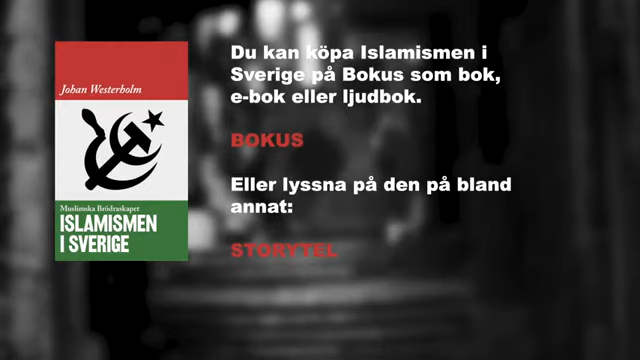 Johan Westerholm
Muslimska Brödraskapet
ISLAMISMEN
I SVERIGE
Du kan köpa Islamismen i
Sverige på Bokus som bok,
e-bok eller ljudbok.
BOKUS
Eller lyssna på den på bland
annat:
STORYTEL